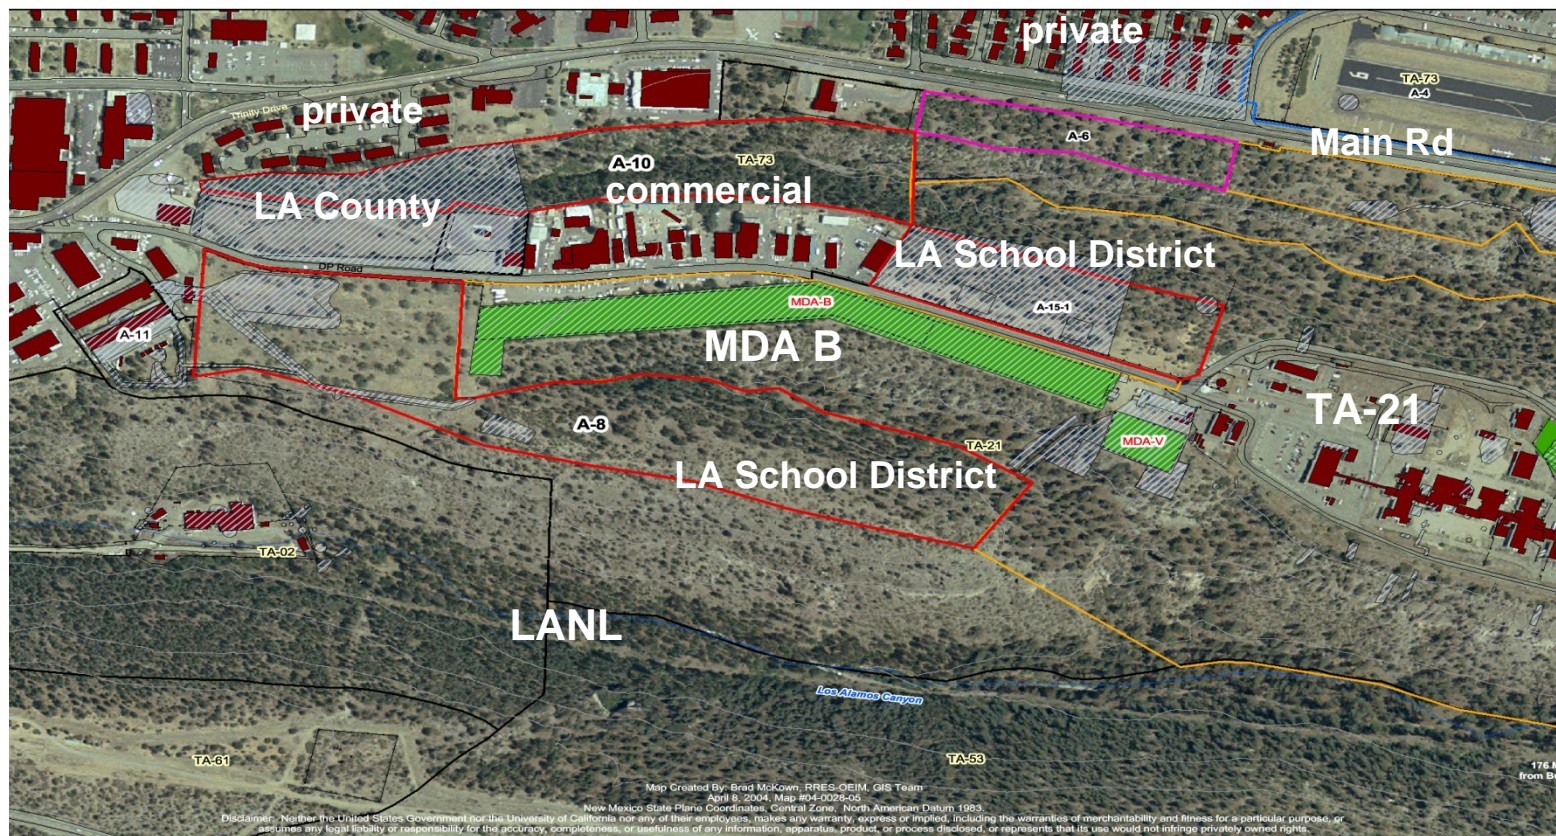 private
TA-73
A-4
Trinity Drive
private
A-6
Main Rd
A-10
TA-73
commercial
LA County
LA School District
DP Road
MDA-B
A-15-1
A-11
MDA B
TA-21
A-8
TA-21
MDA-V
LA School District
TA-02
LANL
Los Alamos Canyon
TA-61
TA-53
176 M
from Bo
Map Created By: Brad McKown, RRES-OEIM, GIS Team
April 8, 2004, Map #04-0028-05
New Mexico State Plane Coordinates, Central Zone, North American Datum 1983.
Disclaimer: Neither the United States Government nor the University of California nor any of their employees, makes any warranty, express or implied, including the warranties of merchantability and fitness for a particular purpose, or
assumes any legal liability or responsibility for the accuracy, completeness, or usefulness of any information, apparatus, product, or process disclosed, or represents that its use would not infringe privately owned rights.